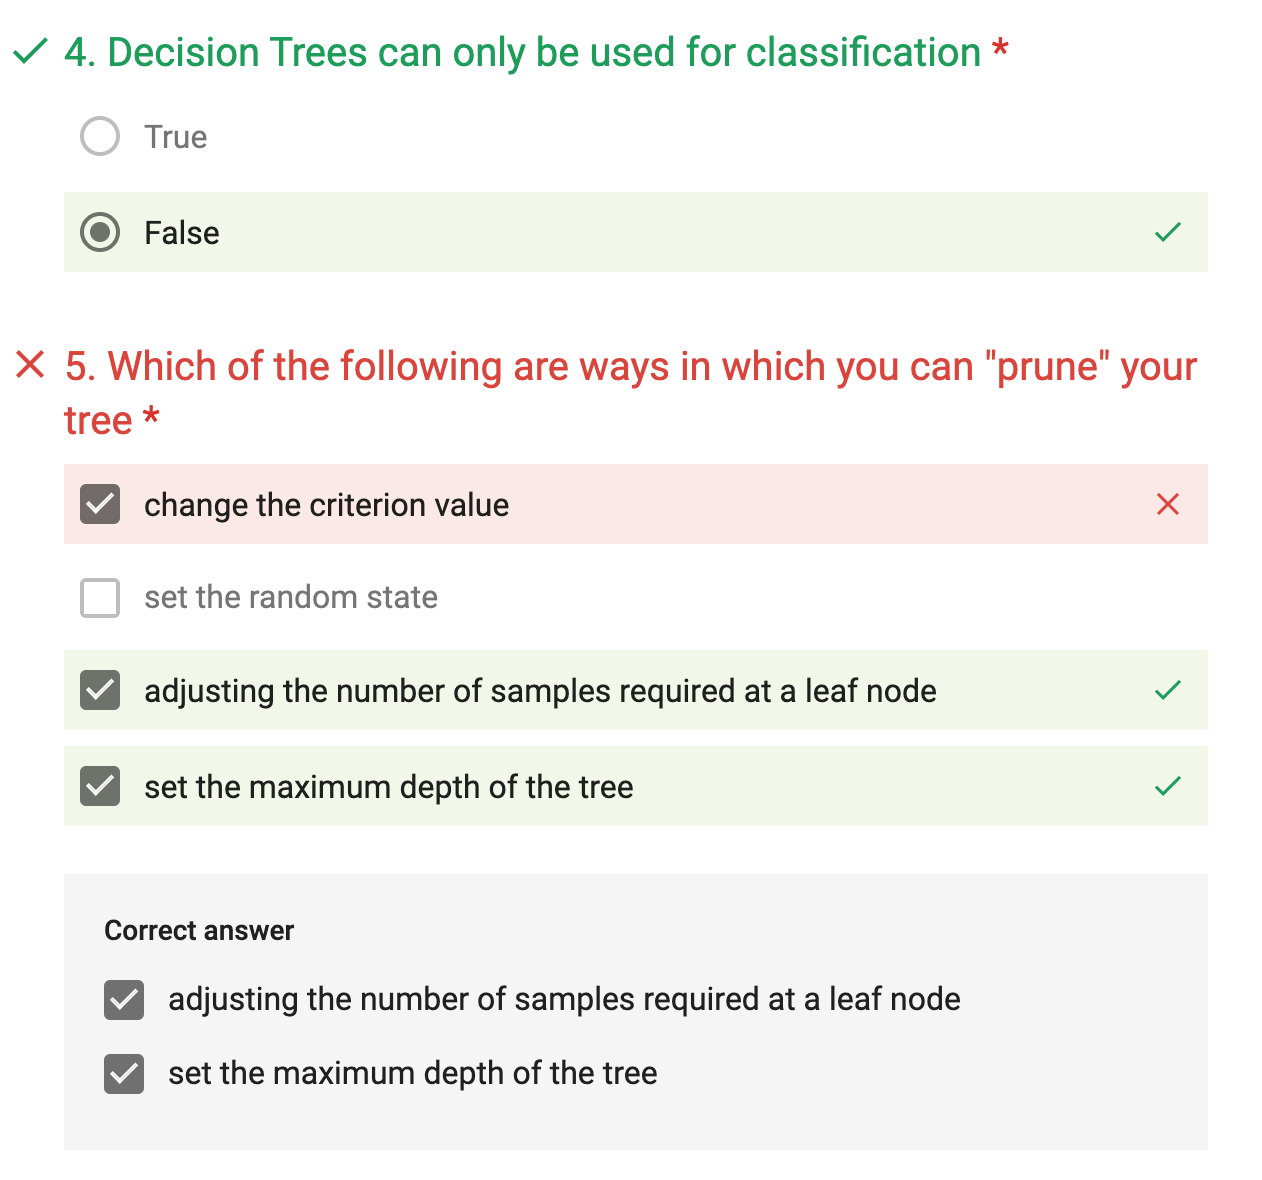 4. Decision Trees can only be used for classification *
True
False
5. Which of the following are ways in which you can "prune" your
tree *
change the criterion value
set the random state
adjusting the number of samples required at a leaf node
set the maximum depth of the tree
Correct answer
adjusting the number of samples required at a leaf node
set the maximum depth of the tree